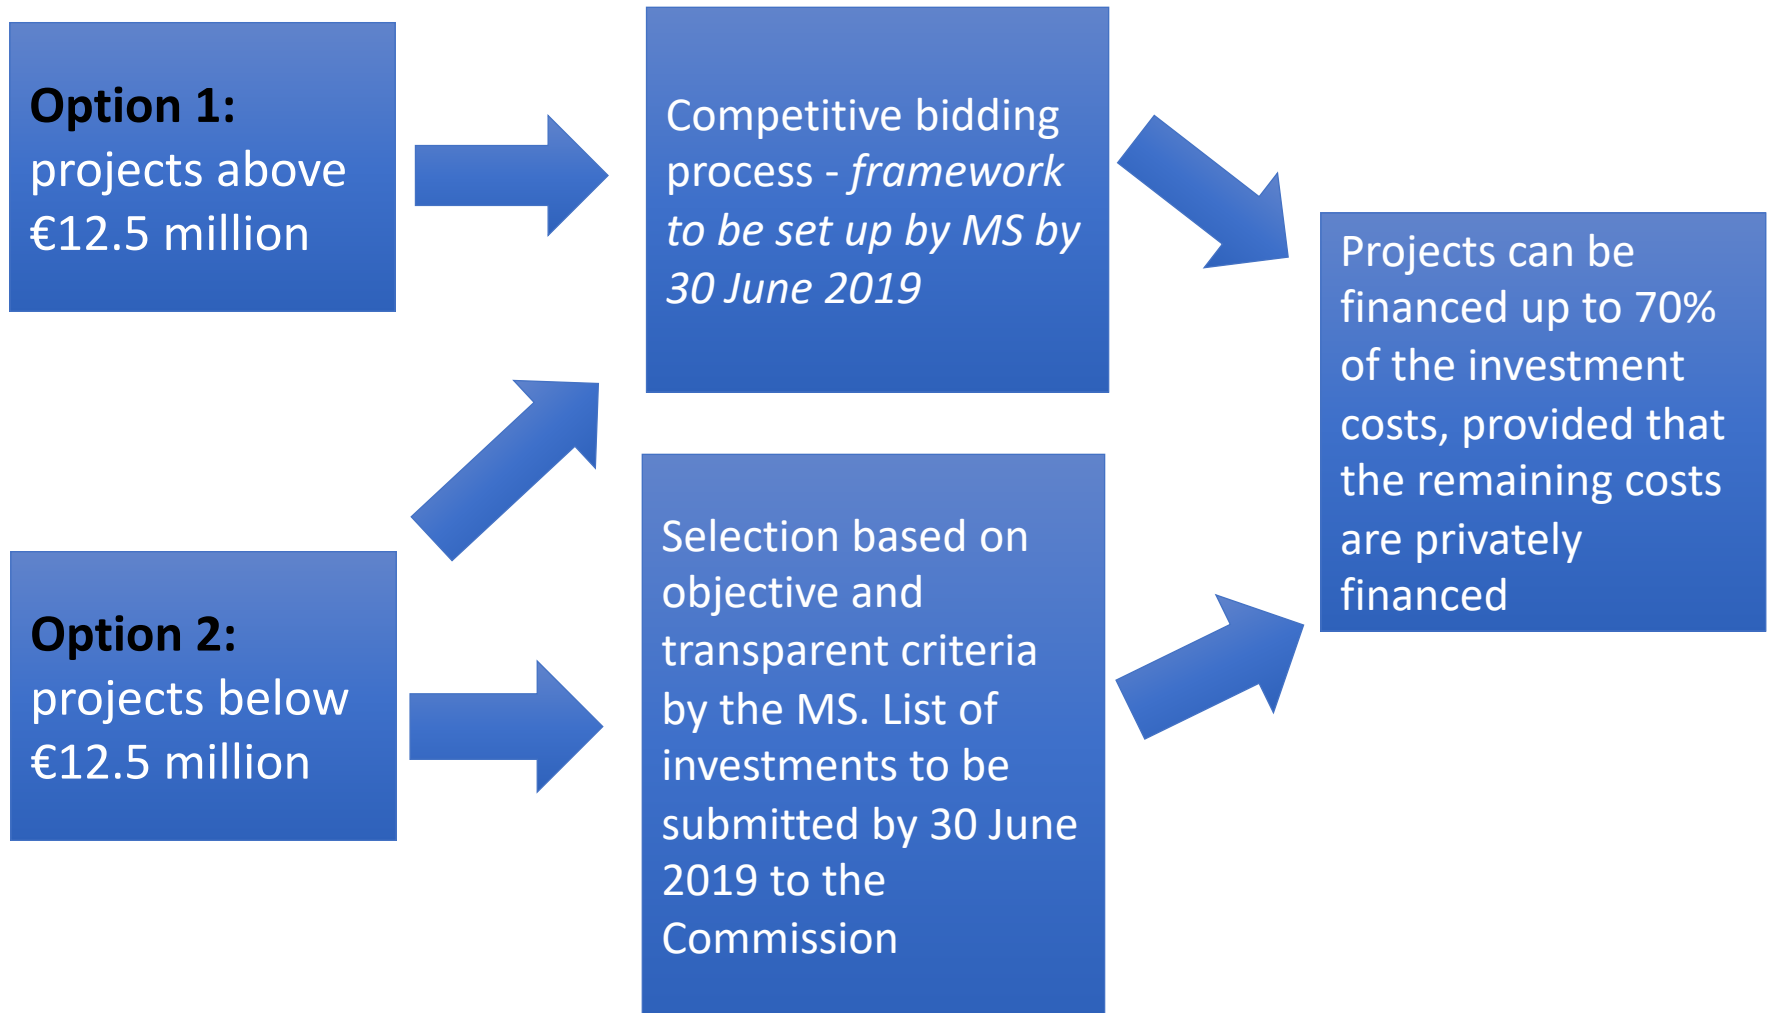 Option 1:
projects above
€12.5 million
Competitive bidding
process - framework
to be set up by MS by
30 June 2019
Option 2:
projects below
€12.5 million
Selection based on
objective and
transparent criteria
by the MS. List of
investments to be
submitted by 30 June
2019 to the
Commission
Projects can be
financed up to 70%
of the investment
costs, provided that
the remaining costs
are privately
financed